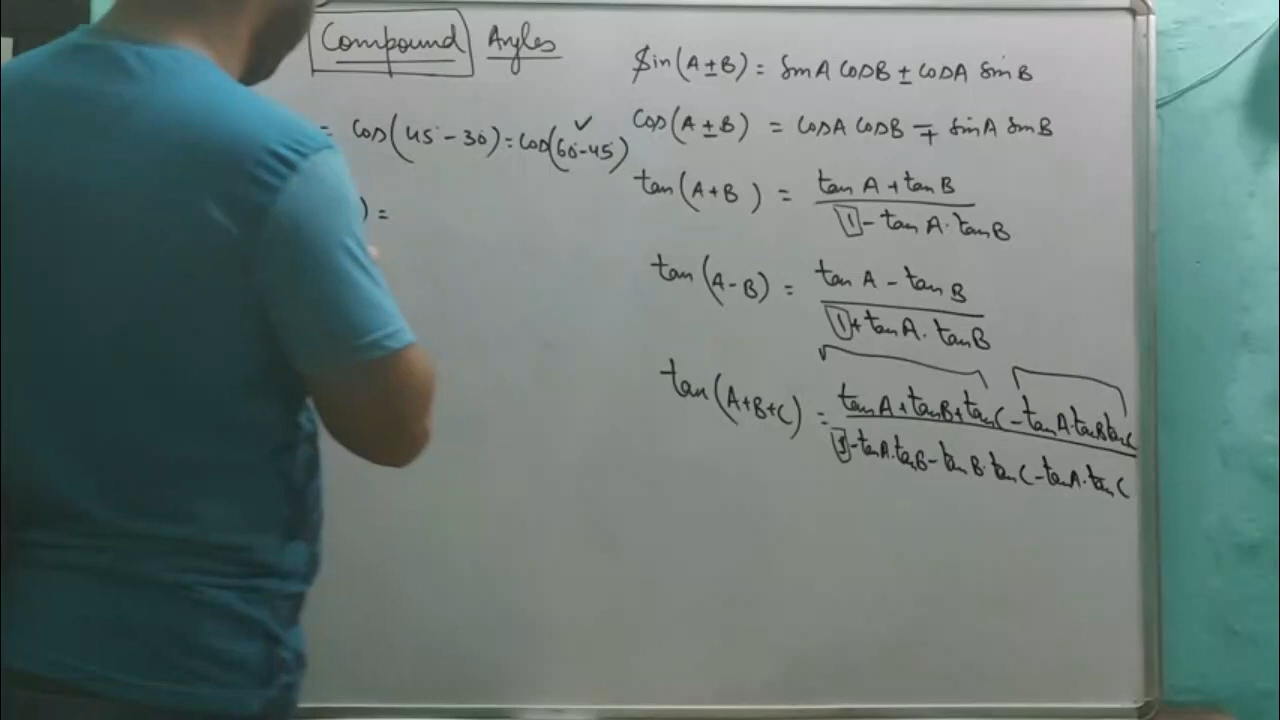 Compound Angles
= cos(45° - 30°) = cos(60° - 45°) ✓
) =
Sin(A ± B) = sinA cosB ± cosA sinB
cos(A ± B) = cosA cosB ∓ sinA sinB
tan(A+B) = tanA + tanB
1 - tanA · tanB
tan(A - B) = tanA - tanB
1 + tanA · tanB
tan(A+B+C) = tanA + tanB + tanC - tanA · tanB tanC
1 - tanA · tanB - tanB · tanC - tanA · tanC